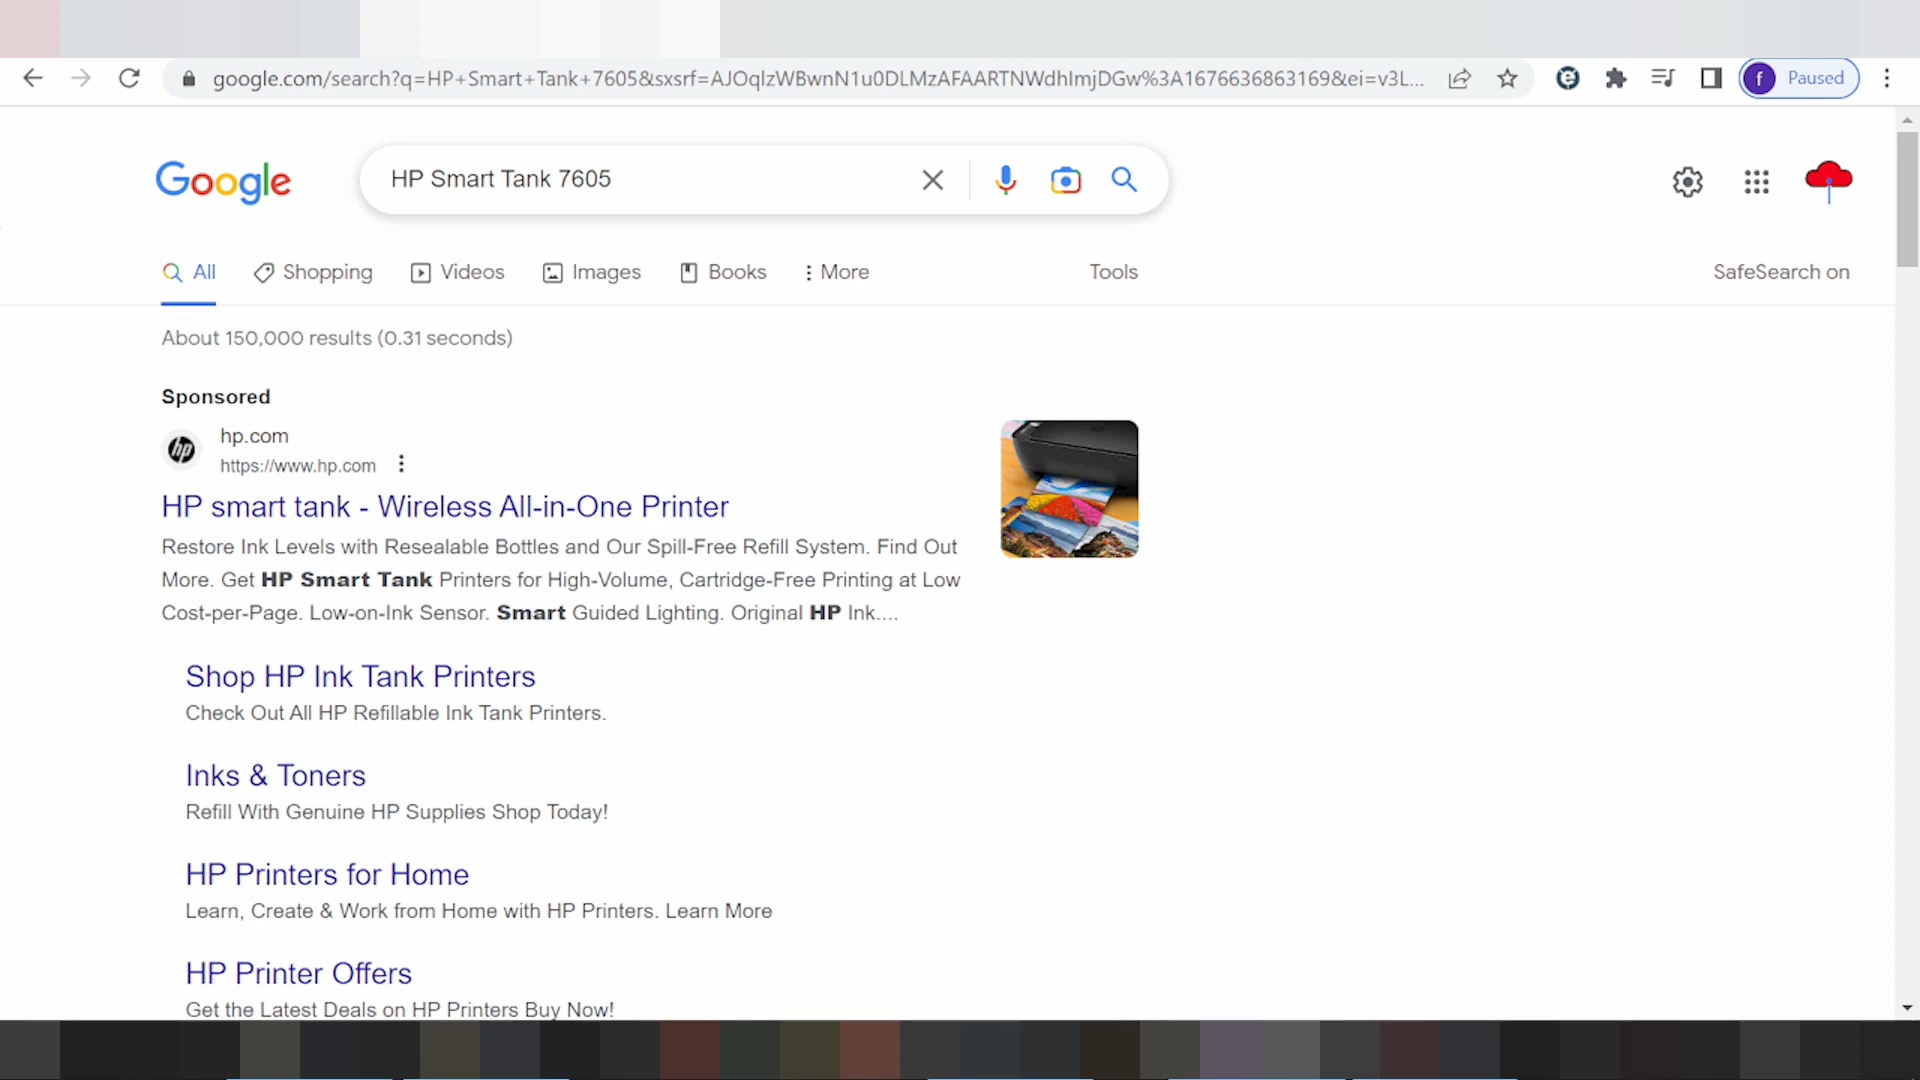 google.com/search?q=HP+Smart+Tank+7605&sxsrf=AJOqlzWBwnN1u0DLMzAFAARTNWdhImjDGw%3A1676636863169&ei=v3L...
f Paused
Google
HP Smart Tank 7605
All Shopping Videos Images Books More Tools SafeSearch on
About 150,000 results (0.31 seconds)
Sponsored
hp
hp.com
https://www.hp.com
HP smart tank - Wireless All-in-One Printer
Restore Ink Levels with Resealable Bottles and Our Spill-Free Refill System. Find Out
More. Get HP Smart Tank Printers for High-Volume, Cartridge-Free Printing at Low
Cost-per-Page. Low-on-Ink Sensor. Smart Guided Lighting. Original HP Ink....
Shop HP Ink Tank Printers
Check Out All HP Refillable Ink Tank Printers.
Inks & Toners
Refill With Genuine HP Supplies Shop Today!
HP Printers for Home
Learn, Create & Work from Home with HP Printers. Learn More
HP Printer Offers
Get the Latest Deals on HP Printers Buy Now!